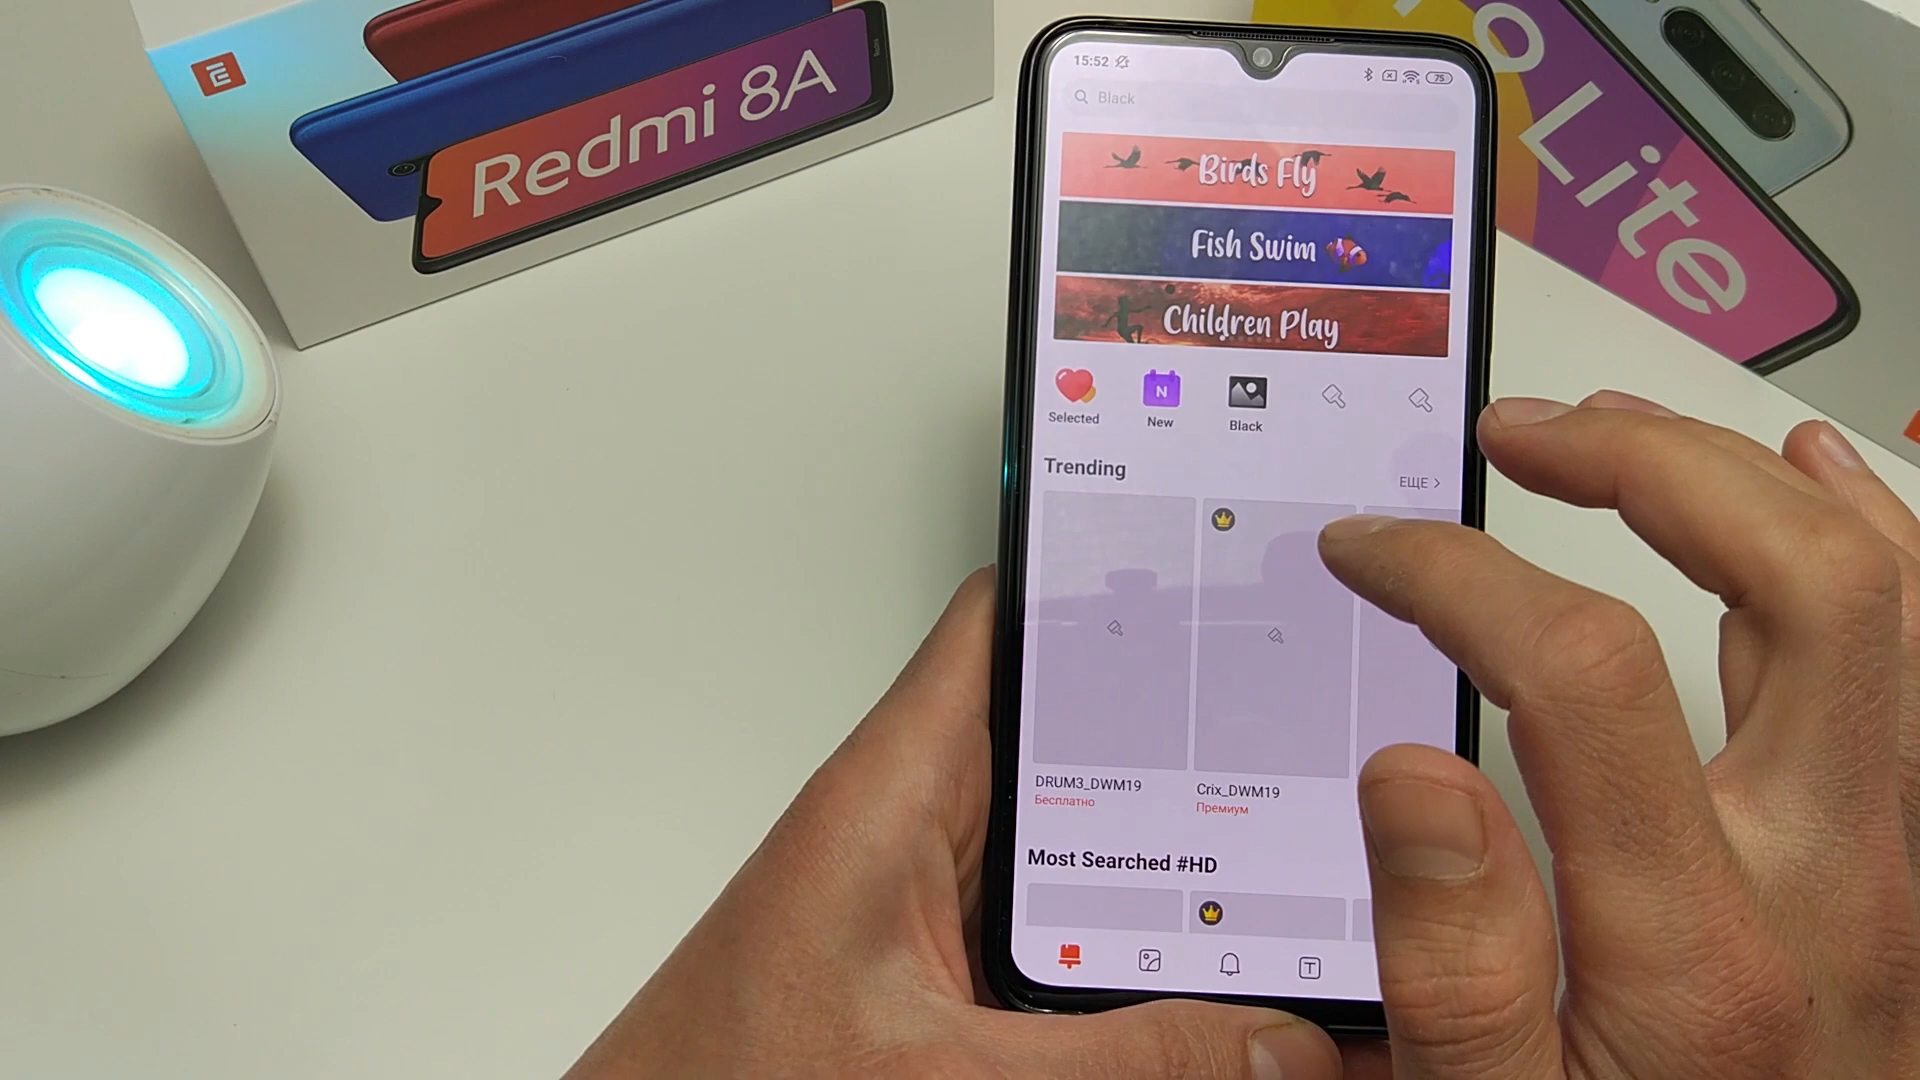 Redmi 8A
Lite
15:52
75
Black
Birds Fly
Fish Swim
Children Play
Selected
N
New
Black
Trending
ЕЩЕ >
DRUM3_DWM19
Бесплатно
Crix_DWM19
Премиум
Most Searched #HD
T